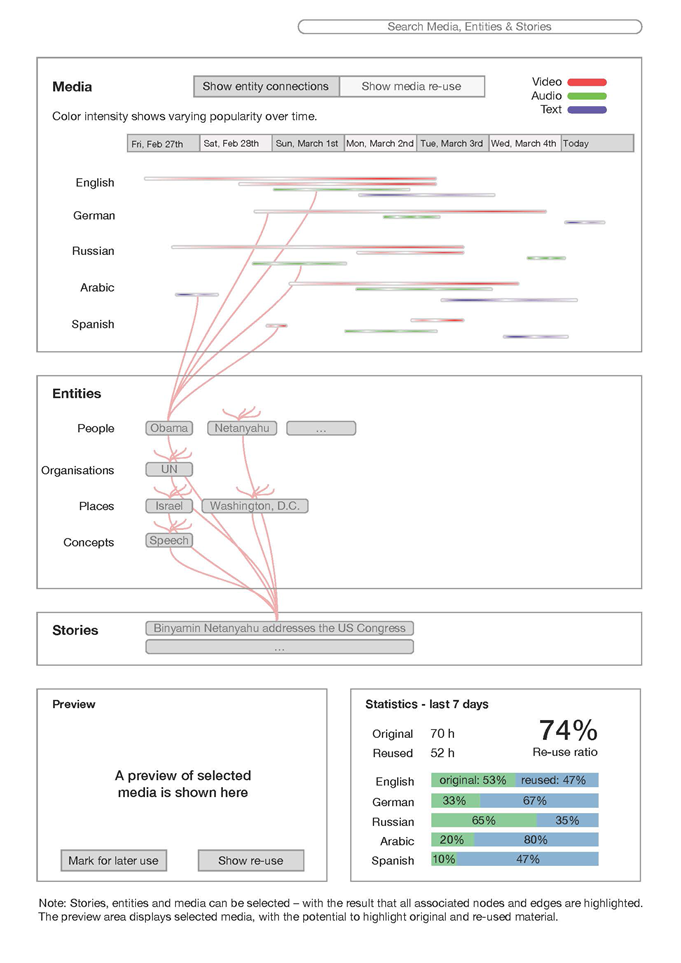 Search Media, Entities & Stories
Media
Show entity connections
Show media re-use
Video
Audio
Text
Color intensity shows varying popularity over time.
Fri, Feb 27th
Sat, Feb 28th
Sun, March 1st
Mon, March 2nd
Tue, March 3rd
Wed, March 4th
Today
English
German
Russian
Arabic
Spanish
Entities
People
Obama
Netanyahu
...
Organisations
UN
Places
Israel
Washington, D.C.
Concepts
Speech
Stories
Binyamin Netanyahu addresses the US Congress
...
Preview
A preview of selected
media is shown here
Mark for later use
Show re-use
Statistics - last 7 days
Original 70 h
Reused 52 h
74%
Re-use ratio
English original: 53% reused: 47%
German 33% 67%
Russian 65% 35%
Arabic 20% 80%
Spanish 10% 47%
Note: Stories, entities and media can be selected – with the result that all associated nodes and edges are highlighted.
The preview area displays selected media, with the potential to highlight original and re-used material.